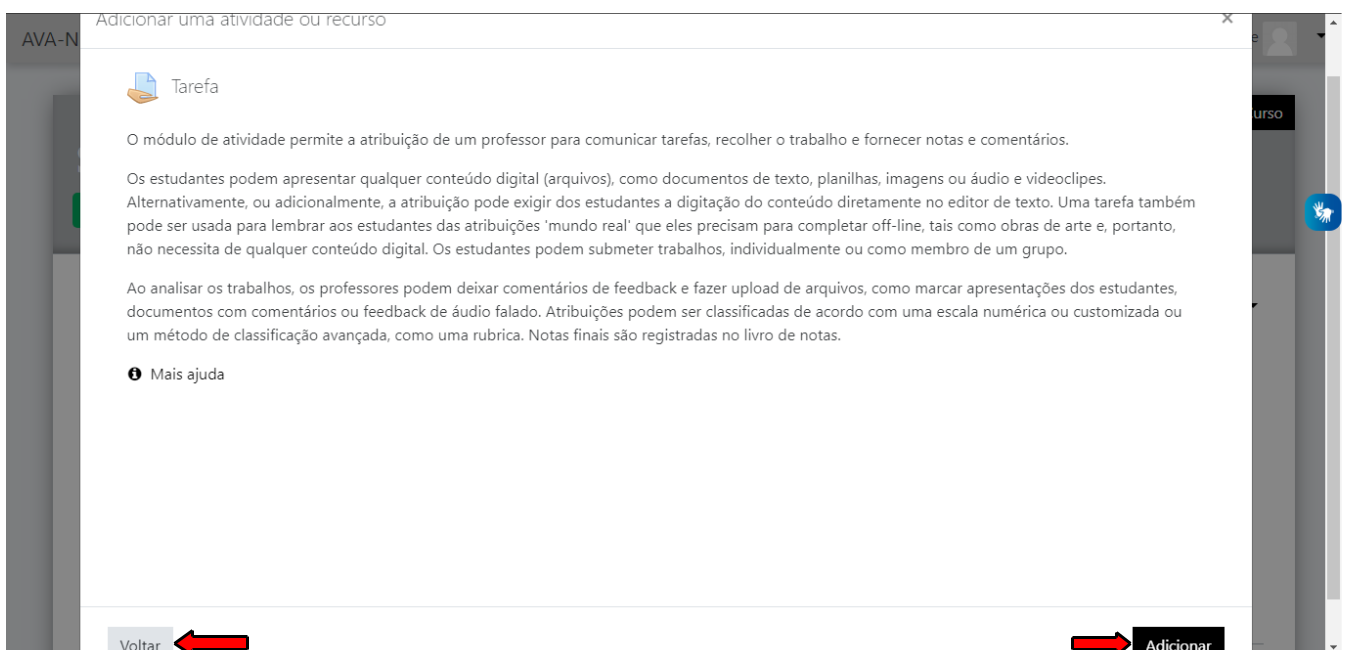 Adicionar uma atividade ou recurso
×
AVA-N
e
urso
Tarefa
O módulo de atividade permite a atribuição de um professor para comunicar tarefas, recolher o trabalho e fornecer notas e comentários.
Os estudantes podem apresentar qualquer conteúdo digital (arquivos), como documentos de texto, planilhas, imagens ou áudio e videoclipes.
Alternativamente, ou adicionalmente, a atribuição pode exigir dos estudantes a digitação do conteúdo diretamente no editor de texto. Uma tarefa também
pode ser usada para lembrar aos estudantes das atribuições 'mundo real' que eles precisam para completar off-line, tais como obras de arte e, portanto,
não necessita de qualquer conteúdo digital. Os estudantes podem submeter trabalhos, individualmente ou como membro de um grupo.
Ao analisar os trabalhos, os professores podem deixar comentários de feedback e fazer upload de arquivos, como marcar apresentações dos estudantes,
documentos com comentários ou feedback de áudio falado. Atribuições podem ser classificadas de acordo com uma escala numérica ou customizada ou
um método de classificação avançada, como uma rubrica. Notas finais são registradas no livro de notas.
Mais ajuda
Voltar
Adicionar